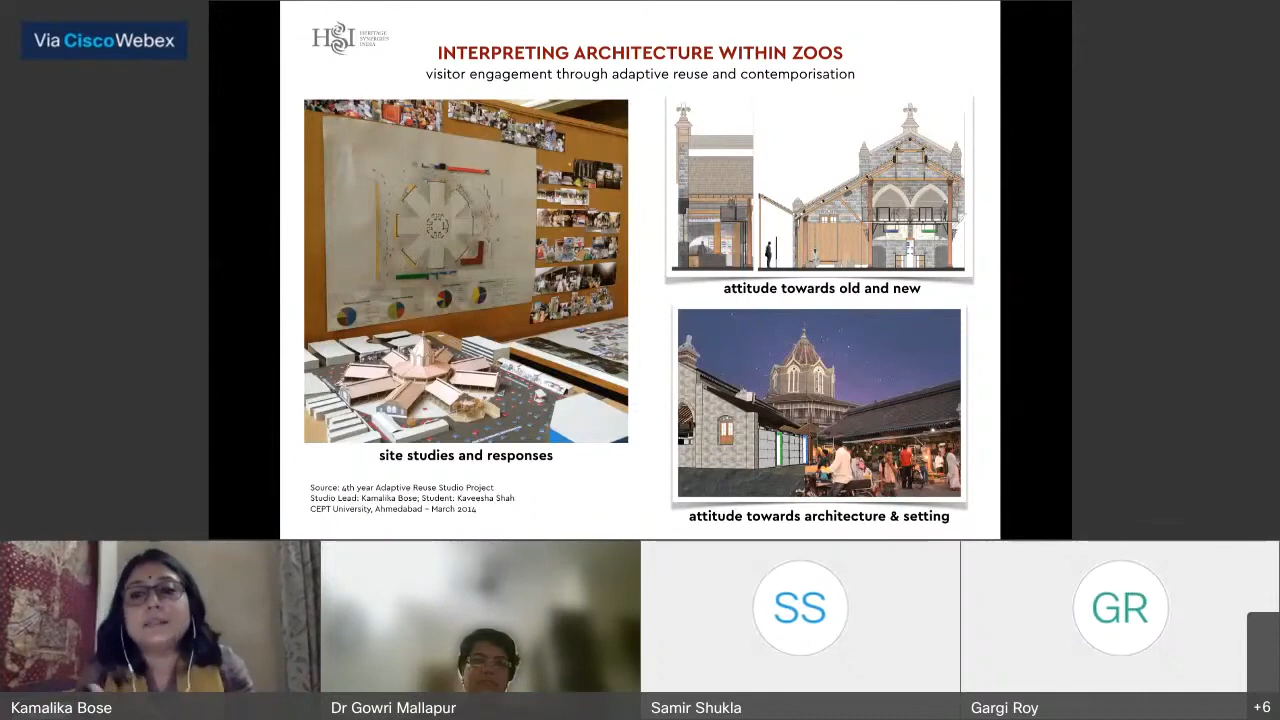 Via Cisco Webex
HSI HERITAGE
SYNERGIES
INDIA
INTERPRETING ARCHITECTURE WITHIN ZOOS
visitor engagement through adaptive reuse and contemporisation
attitude towards old and new
site studies and responses
Source: 4th year Adaptive Reuse Studio Project
Studio Lead: Kamalika Bose; Student: Kaveesha Shah
CEPT University, Ahmedabad - March 2014
attitude towards architecture & setting
SS
GR
Kamalika Bose
Dr Gowri Mallapur
Samir Shukla
Gargi Roy
+6